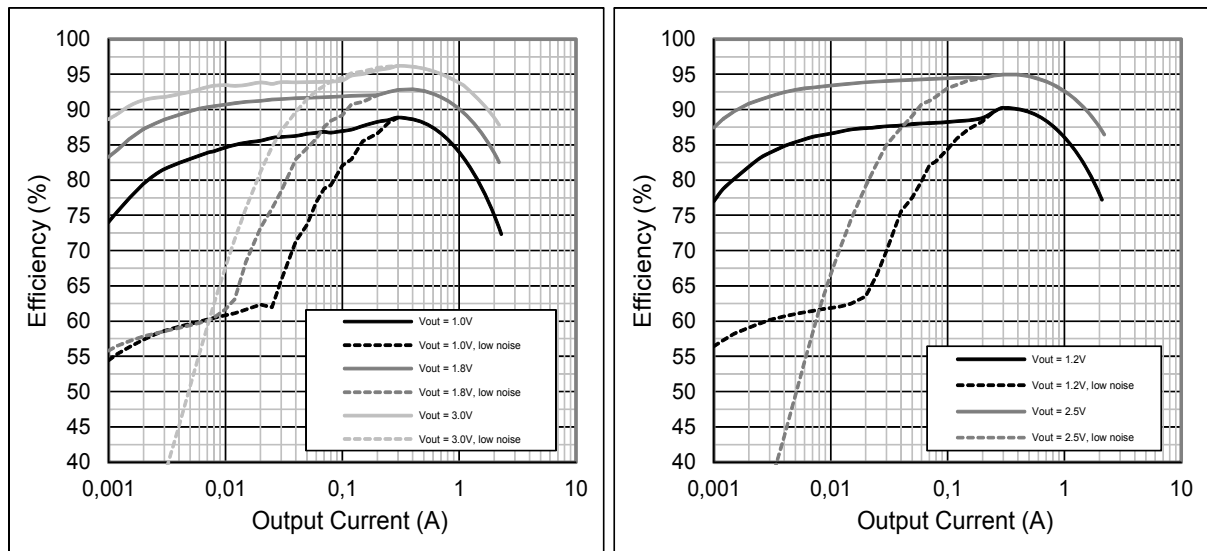 Efficiency (%)
100
95
90
85
80
75
70
65
60
55
50
45
40
Vout = 1.0V
Vout = 1.0V, low noise
Vout = 1.8V
Vout = 1.8V, low noise
Vout = 3.0V
Vout = 3.0V, low noise
0,001 0,01 0,1 1 10
Output Current (A)
Efficiency (%)
100
95
90
85
80
75
70
65
60
55
50
45
40
Vout = 1.2V
Vout = 1.2V, low noise
Vout = 2.5V
Vout = 2.5V, low noise
0,001 0,01 0,1 1 10
Output Current (A)